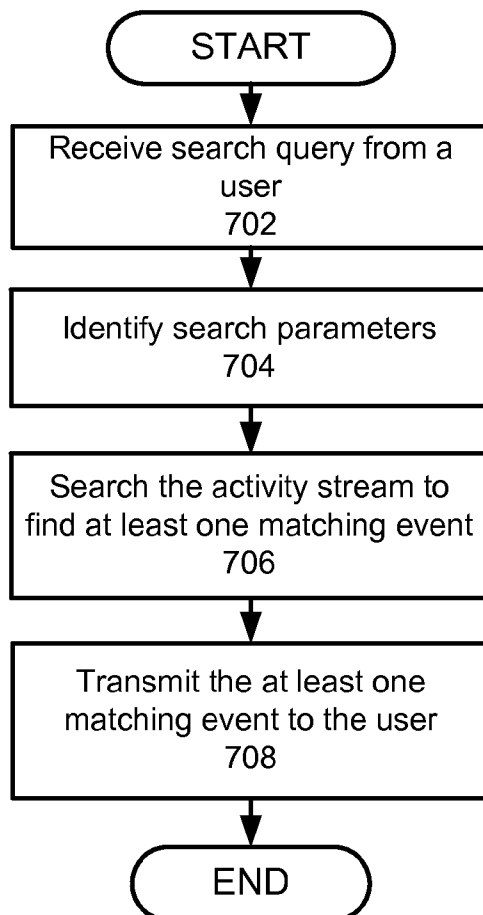 START
Receive search query from a
user
702
Identify search parameters
704
Search the activity stream to
find at least one matching event
706
Transmit the at least one
matching event to the user
708
END